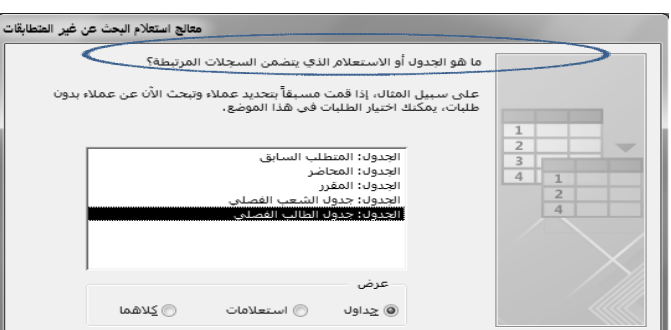 معالج استعلام البحث عن غير المتطابقات
ما هو الجدول أو الاستعلام الذي يتضمن السجلات المرتبطة؟
على سبيل المثال، إذا قمت مسبقاً بتحديد عملاء وتبحث الآن عن عملاء بدون
طلبات، يمكنك اختيار الطلبات في هذا الموضع.
1
2
3
4
1
2
4
الجدول: المتطلب السابق
الجدول: المحاضر
الجدول: المقرر
الجدول: جدول الشعب الفصلي
الجدول: جدول الطالب الفصلي
عرض
جداول استعلامات كلاهما